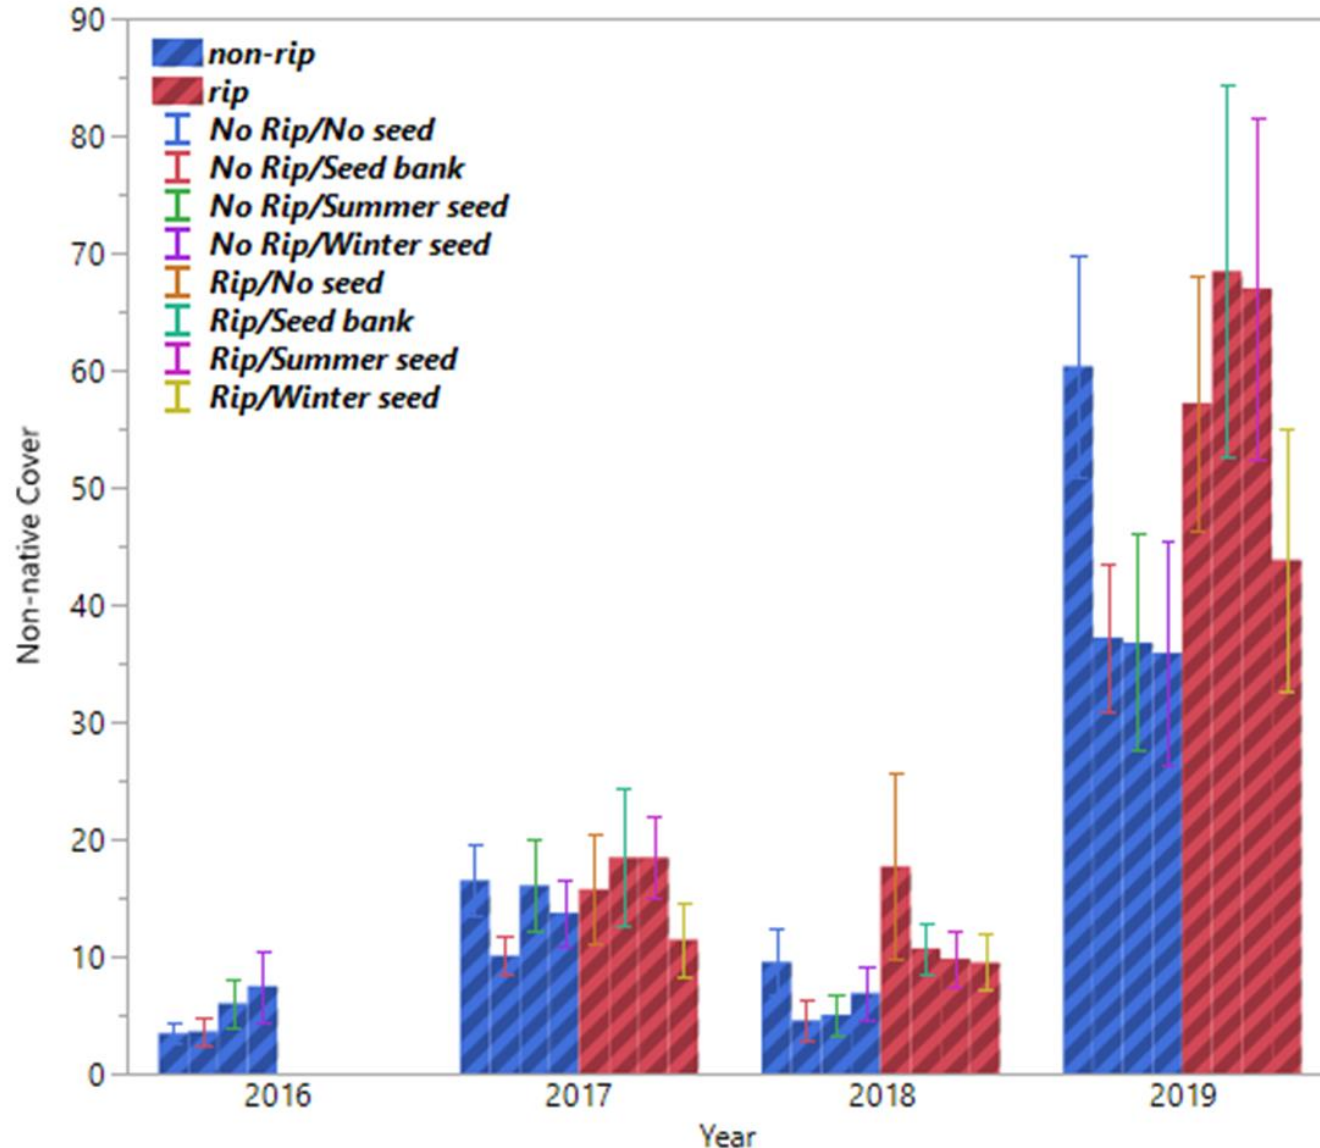 90
80
70
60
50
40
30
20
10
0
Non-native Cover
non-rip
rip
No Rip/No seed
No Rip/Seed bank
No Rip/Summer seed
No Rip/Winter seed
Rip/No seed
Rip/Seed bank
Rip/Summer seed
Rip/Winter seed
2016 2017 2018 2019
Year